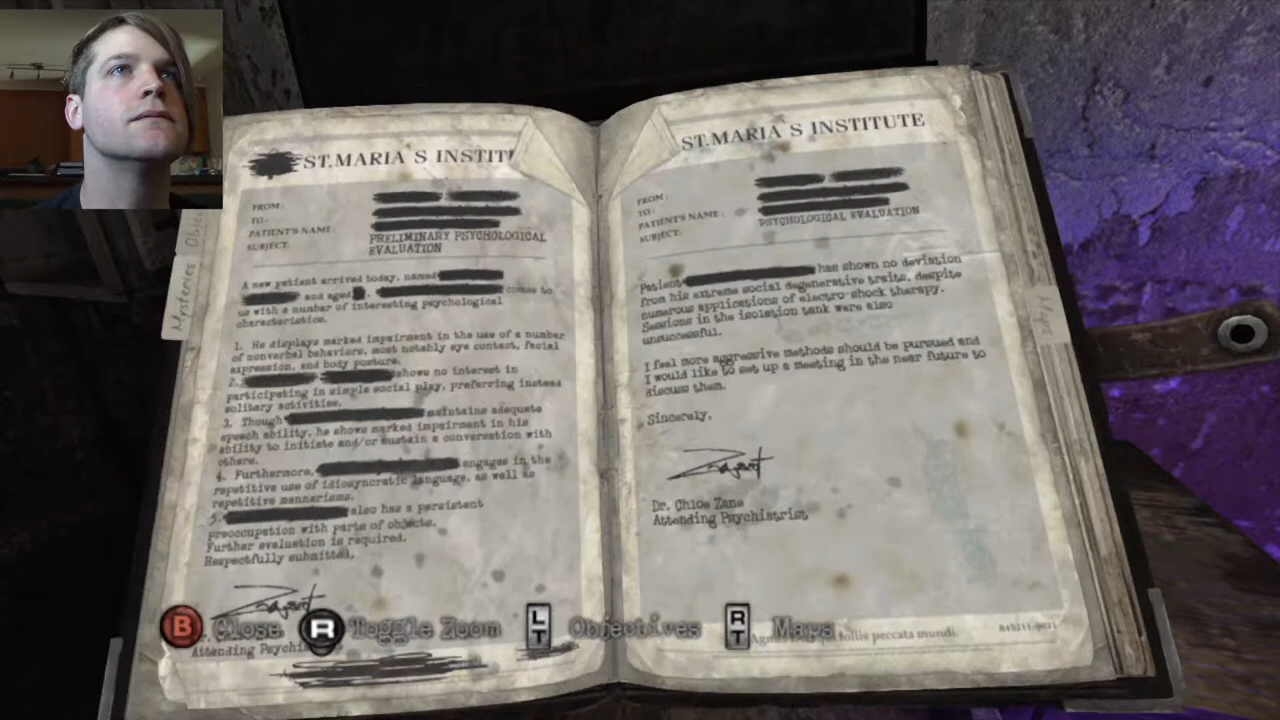 ST.MARIA S INSTIT
FROM:
TO:
PATIENT'S NAME:
SUBJECT:
PRELIMINARY PSYCHOLOGICAL
EVALUATION
A new patient arrived today, named
and aged
comes to
us with a number of interesting psychological
characteristics.
1. He displays marked impairment in the use of a number
of nonverbal behaviors, most notably eye contact, facial
expression, and body posture.
2. shows no interest in
participating in simple social play, preferring instead
solitary activities.
3. Though maintains adequate
speech ability, he shows marked impairment in his
ability to initiate and/or sustain a conversation with
others.
4. Furthermore, engages in the
repetitive use of idiosyncratic language, as well as
repetitive mannerisms.
5. also has a persistent
preoccupation with parts of objects.
Further evaluation is required.
Respectfully submitted,
Attending Psychi
Mysteries
ST.MARIA S INSTITUTE
FROM:
TO:
PATIENT'S NAME:
SUBJECT:
PSYCHOLOGICAL EVALUATION
Patient has shown no deviation
from his extreme social degenerative traits, despite
numerous applications of electro-shock therapy.
Sessions in the isolation tank were also
unsuccessful.
I feel more aggressive methods should be pursued and
I would like to set up a meeting in the near future to
discuss them.
Sincerely,
Dr. Chloe Zane
Attending Psychistrist
tollis peccata mundi.
Maps
B Close R Toggle Zoom LT Objectives RT Maps